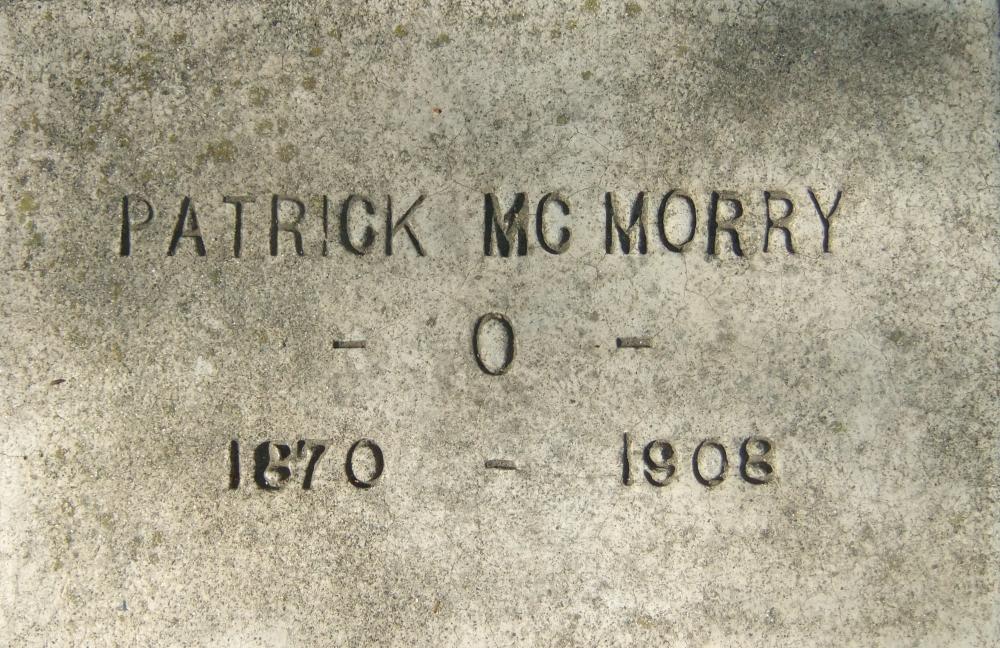 PATRICK MC MORRY
- O -
1870 - 1908